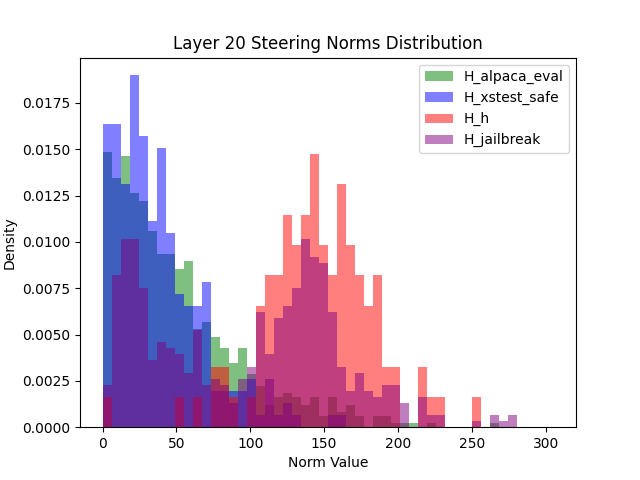 Layer 20 Steering Norms Distribution
H_alpaca_eval
H_xstest_safe
H_h
H_jailbreak
Density
0.0175
0.0150
0.0125
0.0100
0.0075
0.0050
0.0025
0.0000
0 50 100 150 200 250 300
Norm Value